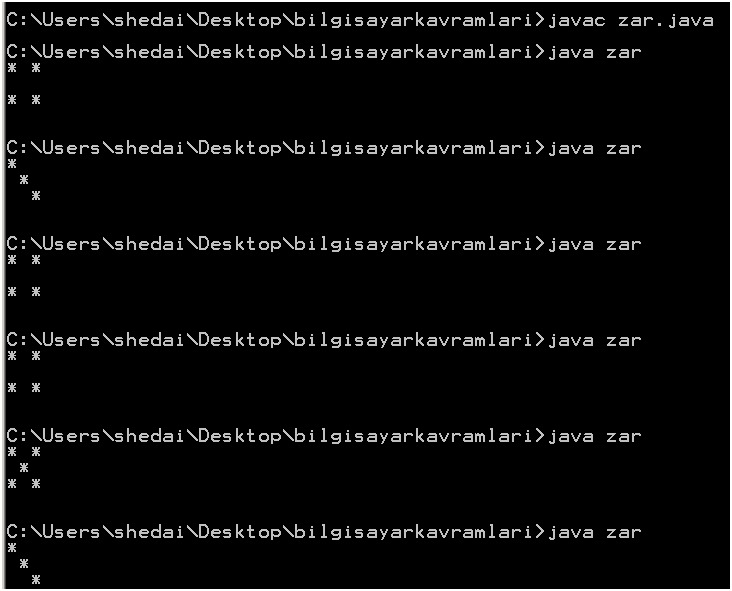 C:\Users\shedai\Desktop\bilgisayarkavramlari>javac zar.java
C:\Users\shedai\Desktop\bilgisayarkavramlari>java zar
* *
* *
C:\Users\shedai\Desktop\bilgisayarkavramlari>java zar
*
 *
  *
C:\Users\shedai\Desktop\bilgisayarkavramlari>java zar
* *
* *
C:\Users\shedai\Desktop\bilgisayarkavramlari>java zar
* *
* *
C:\Users\shedai\Desktop\bilgisayarkavramlari>java zar
* *
 *
* *
C:\Users\shedai\Desktop\bilgisayarkavramlari>java zar
*
 *
  *